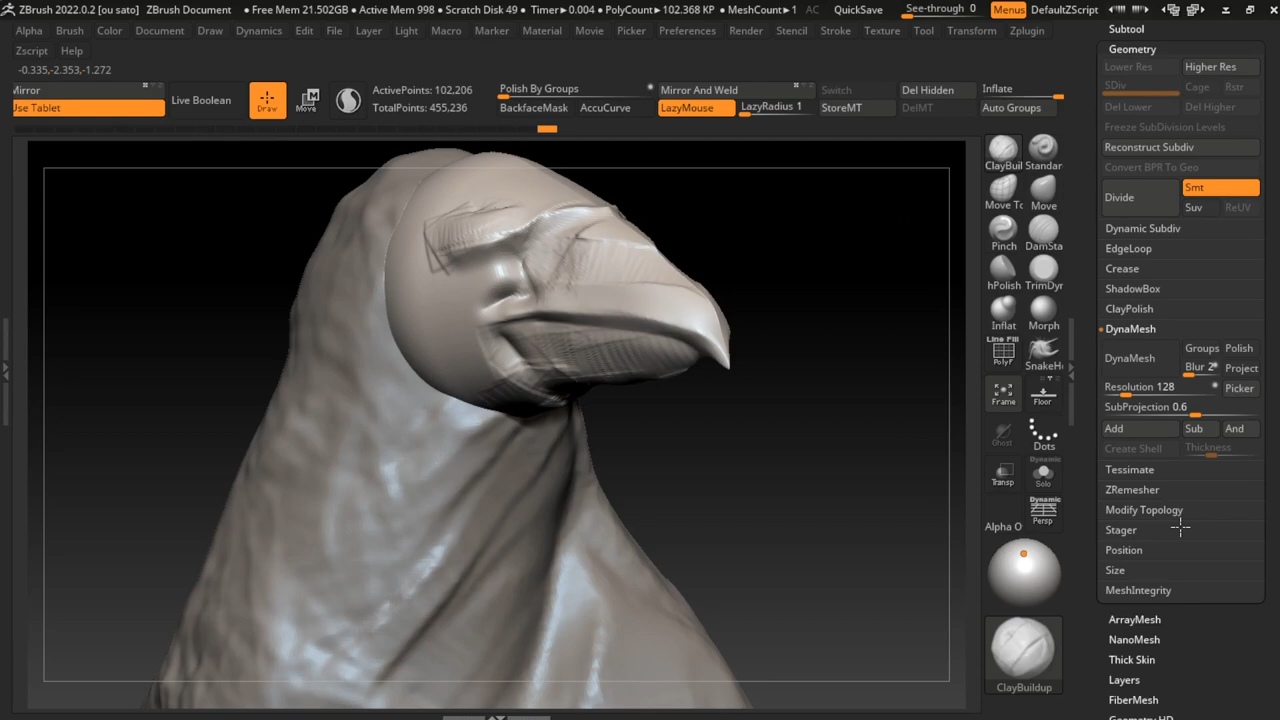 ZBrush 2022.0.2 [ou sato] ZBrush Document • Free Mem 21.502GB • Active Mem 998 • Scratch Disk 49 • Timer▸0.004 • PolyCount▸102.368 KP • MeshCount▸1 AC QuickSave See-through 0 Menus DefaultZScript
Alpha Brush Color Document Draw Dynamics Edit File Layer Light Macro Marker Material Movie Picker Preferences Render Stencil Stroke Texture Tool Transform Zplugin
Zscript Help
-0.335,-2.353,-1.272
Mirror
Use Tablet
Live Boolean
Draw
Move
ActivePoints: 102,206
TotalPoints: 455,236
Polish By Groups
BackfaceMask AccuCurve
Mirror And Weld
LazyMouse LazyRadius 1
Switch
StoreMT
Del Hidden
DelMT
Inflate
Auto Groups
ClayBuil Standar
Move To Move
Pinch DamSta
hPolish TrimDyr
Inflat Morph
Line Fill
PolyF SnakeHo
Frame Floor
Ghost Dots
Transp Dynamic
Solo
Dynamic
Persp
Alpha O
ClayBuildup
Subtool
Geometry
Lower Res Higher Res
SDiv Cage Rstr
Del Lower Del Higher
Freeze SubDivision Levels
Reconstruct Subdiv
Convert BPR To Geo
Divide Smt
Suv ReUV
Dynamic Subdiv
EdgeLoop
Crease
ShadowBox
ClayPolish
DynaMesh
DynaMesh Groups Polish
Blur 2 Project
Resolution 128 Picker
SubProjection 0.6
Add Sub And
Create Shell Thickness
Tessimate
ZRemesher
Modify Topology
Stager
Position
Size
MeshIntegrity
ArrayMesh
NanoMesh
Thick Skin
Layers
FiberMesh
Geometry HD